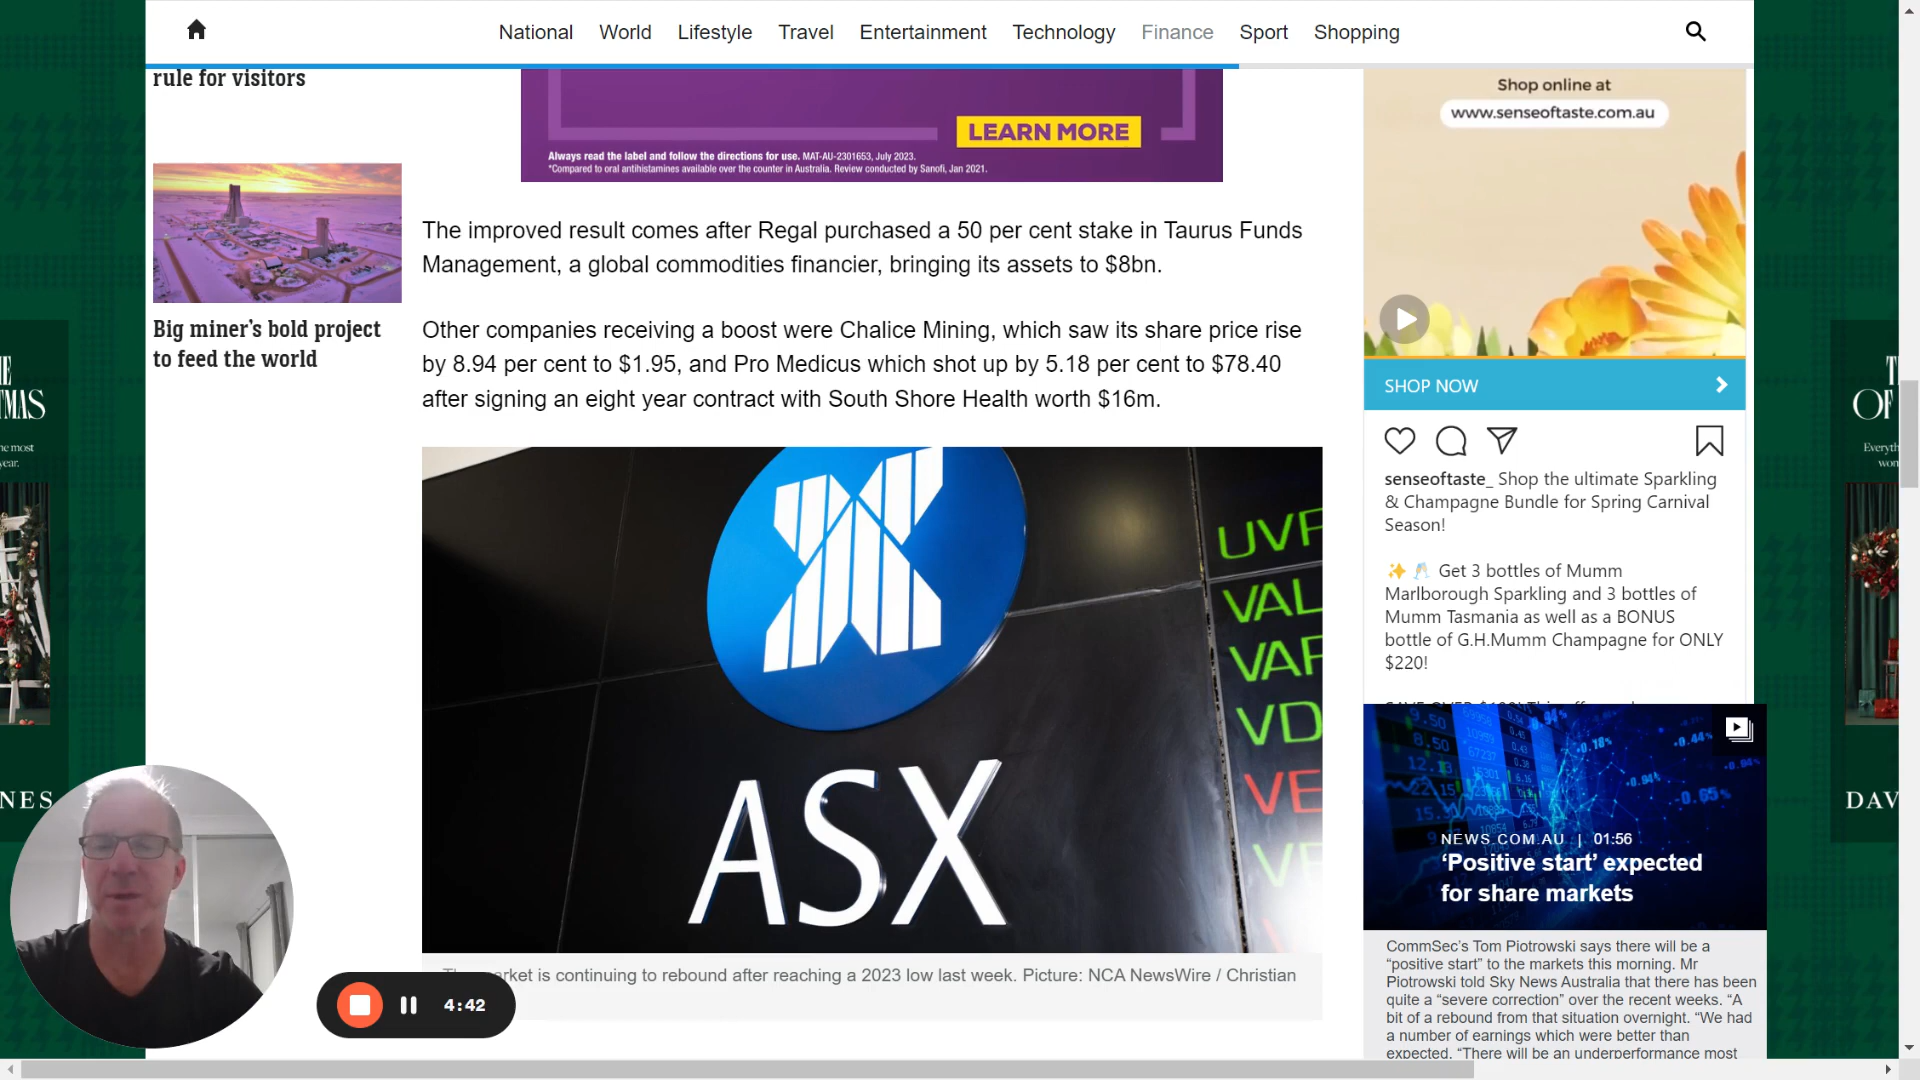 National World Lifestyle Travel Entertainment Technology Finance Sport Shopping
rule for visitors
Big miner’s bold project
to feed the world
LEARN MORE
Always read the label and follow the directions for use. MAT-AU-2301653, July 2023.
*Compared to oral antihistamines available over the counter in Australia. Review conducted by Sanofi, Jan 2021.
The improved result comes after Regal purchased a 50 per cent stake in Taurus Funds
Management, a global commodities financier, bringing its assets to $8bn.
Other companies receiving a boost were Chalice Mining, which saw its share price rise
by 8.94 per cent to $1.95, and Pro Medicus which shot up by 5.18 per cent to $78.40
after signing an eight year contract with South Shore Health worth $16m.
ASX
UVF
VAL
VAF
VD
VE
market is continuing to rebound after reaching a 2023 low last week. Picture: NCA NewsWire / Christian
4:42
Shop online at
www.senseoftaste.com.au
SHOP NOW
senseoftaste_ Shop the ultimate Sparkling
& Champagne Bundle for Spring Carnival
Season!
✨ 🥂 Get 3 bottles of Mumm
Marlborough Sparkling and 3 bottles of
Mumm Tasmania as well as a BONUS
bottle of G.H.Mumm Champagne for ONLY
$220!
NEWS.COM.AU | 01:56
‘Positive start’ expected
for share markets
CommSec’s Tom Piotrowski says there will be a
“positive start” to the markets this morning. Mr
Piotrowski told Sky News Australia that there has been
quite a “severe correction” over the recent weeks. “A
bit of a rebound from that situation overnight. “We had
a number of earnings which were better than
expected. “There will be an underperformance most
MAS
NES
OF
DAV